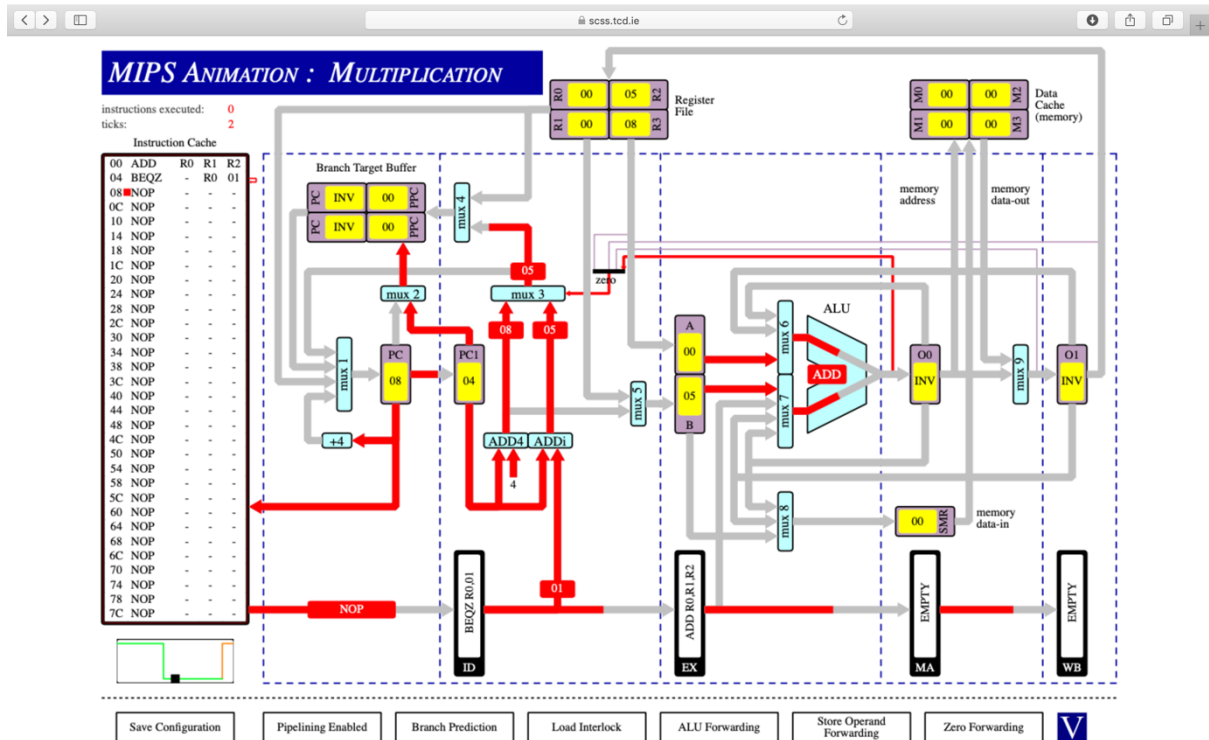 scss.tcd.ie
MIPS ANIMATION : MULTIPLICATION
instructions executed: 0
ticks: 2
Instruction Cache
00 ADD R0 R1 R2
04 BEQZ - R0 01
08 NOP - - -
0C NOP - - -
10 NOP - - -
14 NOP - - -
18 NOP - - -
1C NOP - - -
20 NOP - - -
24 NOP - - -
28 NOP - - -
2C NOP - - -
30 NOP - - -
34 NOP - - -
38 NOP - - -
3C NOP - - -
40 NOP - - -
44 NOP - - -
48 NOP - - -
4C NOP - - -
50 NOP - - -
54 NOP - - -
58 NOP - - -
5C NOP - - -
60 NOP - - -
64 NOP - - -
68 NOP - - -
6C NOP - - -
70 NOP - - -
74 NOP - - -
78 NOP - - -
7C NOP - - -
R0 00 05 R2
R1 00 08 R3
Register
File
M0 00 00 M2
M1 00 00 M3
Data
Cache
(memory)
Branch Target Buffer
PC INV 00 PPC
PC INV 00 PPC
mux 4
memory
address
memory
data-out
05
zero
mux 2
mux 3
08
05
mux 1
PC
08
PC1
04
+4
ADD4
ADDi
4
mux 5
A
00
05
B
mux 6
mux 7
ALU
ADD
O0
INV
mux 9
O1
INV
mux 8
00 SMR
memory
data-in
01
NOP
BEQZ R0,01
ID
ADD R0,R1,R2
EX
EMPTY
MA
EMPTY
WB
Save Configuration
Pipelining Enabled
Branch Prediction
Load Interlock
ALU Forwarding
Store Operand
Forwarding
Zero Forwarding
V